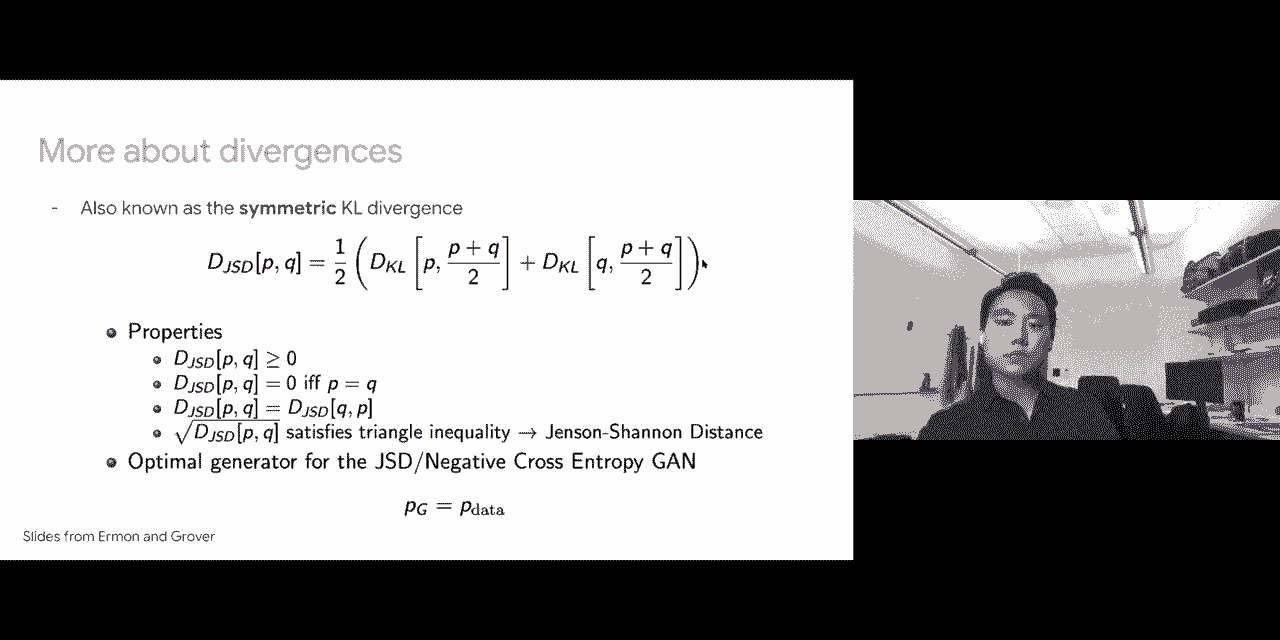 More about divergences
- Also known as the symmetric KL divergence
D_{JSD}[p, q] = \frac{1}{2} \left( D_{KL} \left[ p, \frac{p + q}{2} \right] + D_{KL} \left[ q, \frac{p + q}{2} \right] \right)
Properties
D_{JSD}[p, q] ≥ 0
D_{JSD}[p, q] = 0 iff p = q
D_{JSD}[p, q] = D_{JSD}[q, p]
\sqrt{D_{JSD}[p, q]} satisfies triangle inequality → Jenson-Shannon Distance
Optimal generator for the JSD/Negative Cross Entropy GAN
p_G = p_{data}
Slides from Ermon and Grover